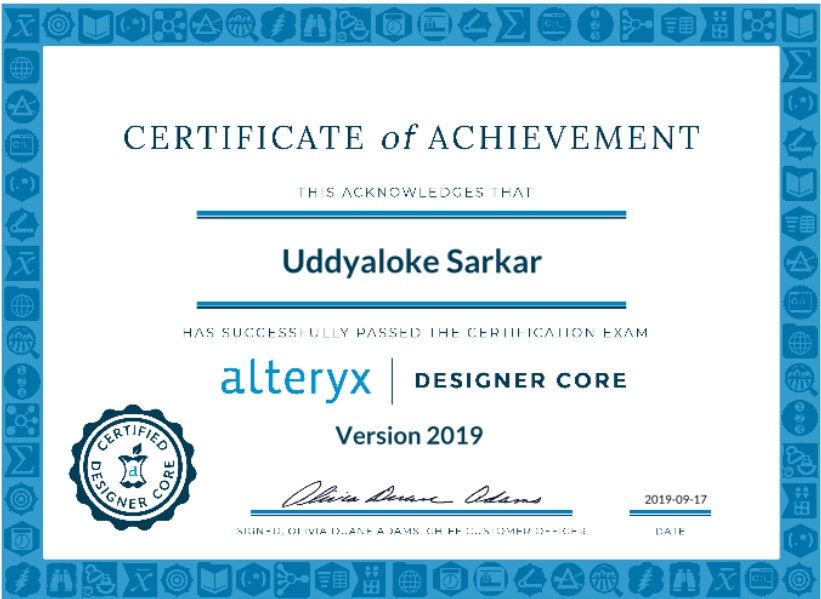 CERTIFICATE of ACHIEVEMENT
THIS ACKNOWLEDGES THAT
Uddyaloke Sarkar
HAS SUCCESSFULLY PASSED THE CERTIFICATION EXAM
alteryx | DESIGNER CORE
Version 2019
CERTIFIED
a
DESIGNER CORE
Olivia Duane Adams
2019-09-17
SIGNED, OLIVIA DUANE ADAMS, CHIEF CUSTOMER OFFICER
DATE